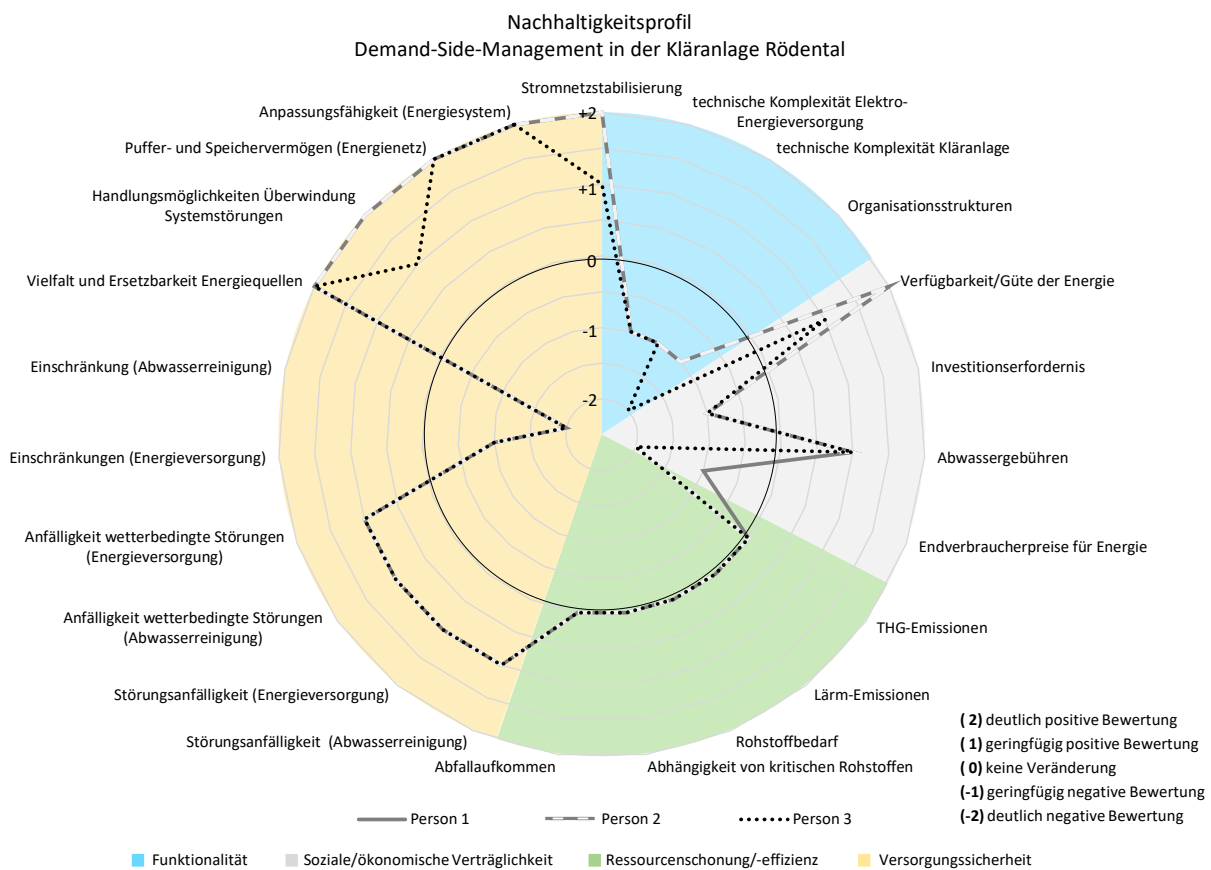 Nachhaltigkeitsprofil
Demand-Side-Management in der Kläranlage Rödental
Stromnetzstabilisierung
technische Komplexität Elektro-
Energieversorgung
technische Komplexität Kläranlage
Organisationsstrukturen
Verfügbarkeit/Güte der Energie
Investitionserfordernis
Abwassergebühren
Endverbraucherpreise für Energie
THG-Emissionen
Lärm-Emissionen
Rohstoffbedarf
Abhängigkeit von kritischen Rohstoffen
Abfallaufkommen
Störungsanfälligkeit (Abwasserreinigung)
Störungsanfälligkeit (Energieversorgung)
Anfälligkeit wetterbedingte Störungen
(Abwasserreinigung)
Anfälligkeit wetterbedingte Störungen
(Energieversorgung)
Einschränkungen (Energieversorgung)
Einschränkung (Abwasserreinigung)
Vielfalt und Ersetzbarkeit Energiequellen
Handlungsmöglichkeiten Überwindung
Systemstörungen
Puffer- und Speichervermögen (Energienetz)
Anpassungsfähigkeit (Energiesystem)
+2
+1
0
-1
-2
( 2) deutlich positive Bewertung
( 1) geringfügig positive Bewertung
( 0) keine Veränderung
(-1) geringfügig negative Bewertung
(-2) deutlich negative Bewertung
Person 1
Person 2
Person 3
Funktionalität
Soziale/ökonomische Verträglichkeit
Ressourcenschonung/-effizienz
Versorgungssicherheit